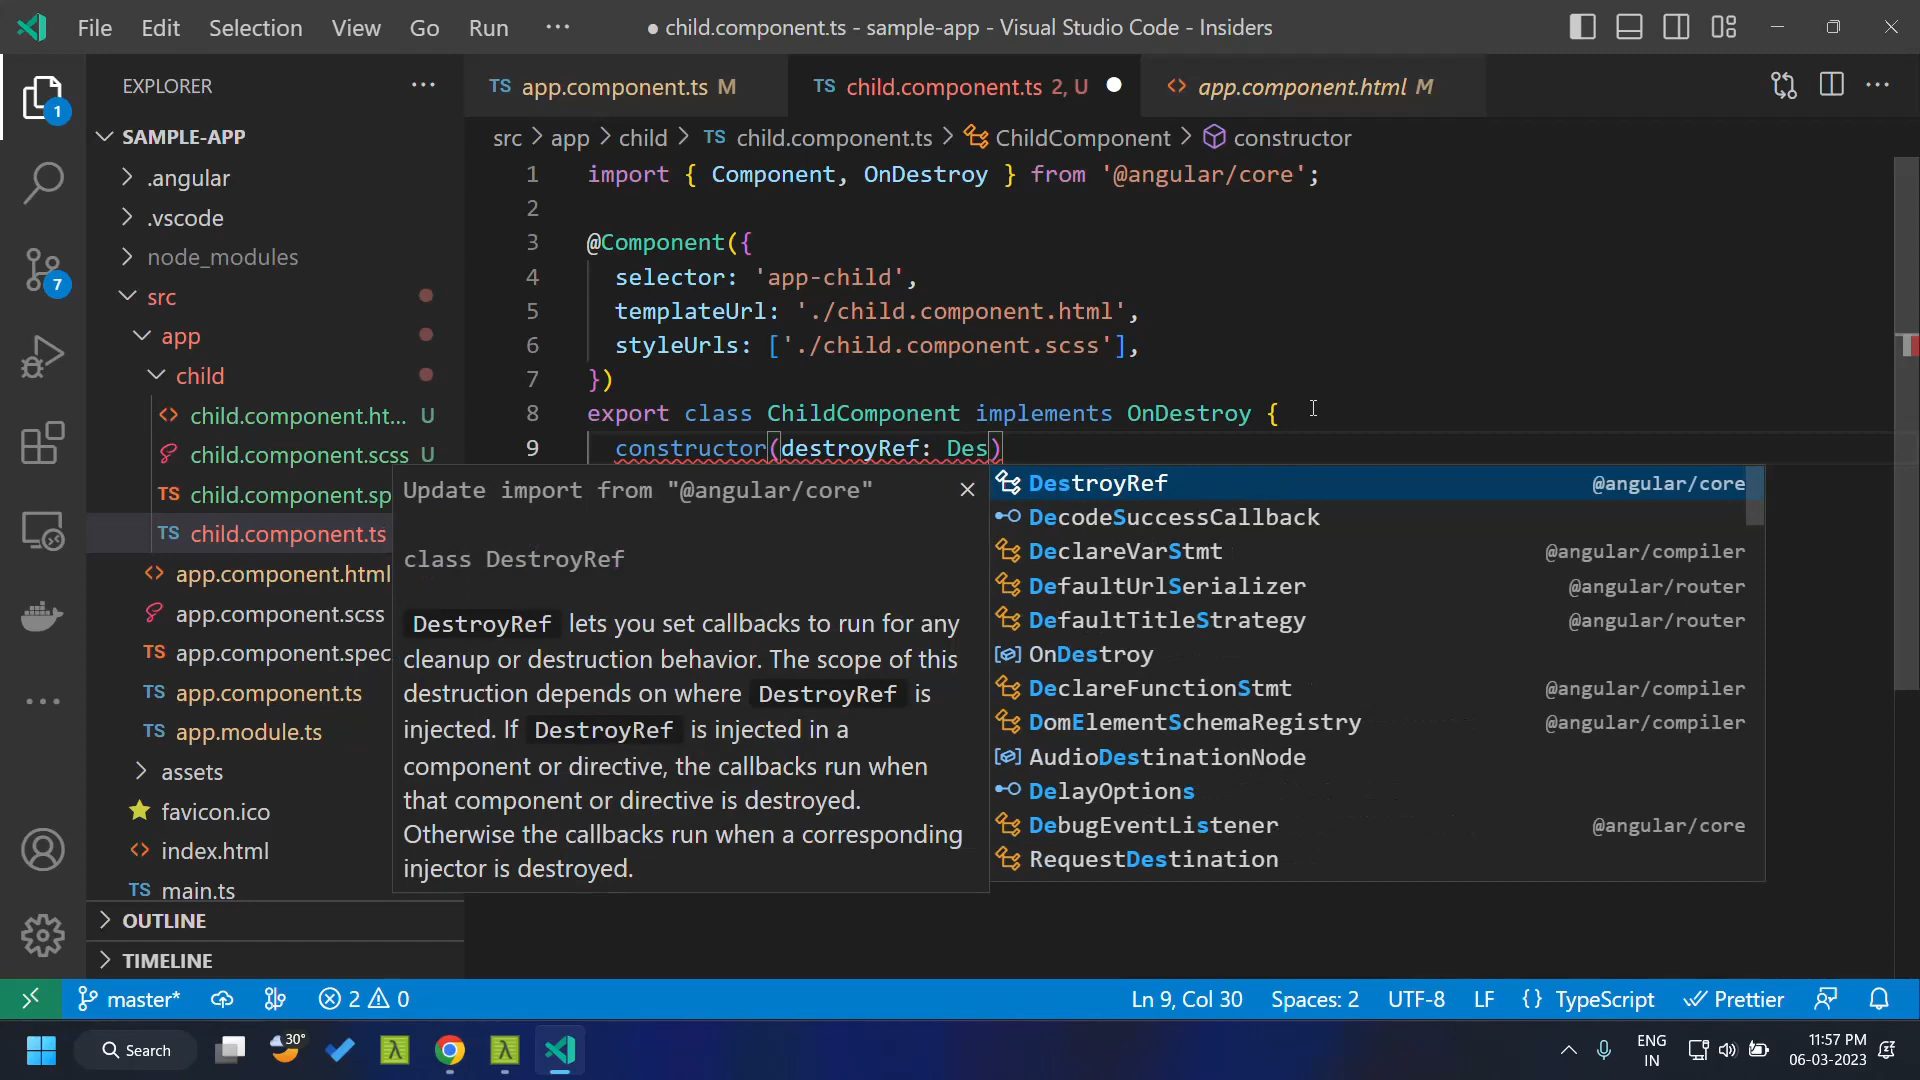 File Edit Selection View Go Run ···
● child.component.ts - sample-app - Visual Studio Code - Insiders
EXPLORER
SAMPLE-APP
.angular
.vscode
node_modules
src
app
child
child.component.ht... U
child.component.scss U
TS child.component.sp
TS child.component.ts
app.component.html
app.component.scss
TS app.component.spec
TS app.component.ts
TS app.module.ts
assets
favicon.ico
index.html
TS main.ts
OUTLINE
TIMELINE
1
7
TS app.component.ts M
TS child.component.ts 2, U
<> app.component.html M
src > app > child > TS child.component.ts > ChildComponent > constructor
1 import { Component, OnDestroy } from '@angular/core';
2
3 @Component({
4 selector: 'app-child',
5 templateUrl: './child.component.html',
6 styleUrls: ['./child.component.scss'],
7 })
8 export class ChildComponent implements OnDestroy {
9 constructor(destroyRef: Des)
Update import from "@angular/core"
class DestroyRef
DestroyRef lets you set callbacks to run for any
cleanup or destruction behavior. The scope of this
destruction depends on where DestroyRef is
injected. If DestroyRef is injected in a
component or directive, the callbacks run when
that component or directive is destroyed.
Otherwise the callbacks run when a corresponding
injector is destroyed.
DestroyRef @angular/core
DecodeSuccessCallback
DeclareVarStmt @angular/compiler
DefaultUrlSerializer @angular/router
DefaultTitleStrategy @angular/router
OnDestroy
DeclareFunctionStmt @angular/compiler
DomElementSchemaRegistry @angular/compiler
AudioDestinationNode
DelayOptions
DebugEventListener @angular/core
RequestDestination
master* 2 0
Ln 9, Col 30 Spaces: 2 UTF-8 LF {} TypeScript Prettier
Search
30°
ENG
IN
11:57 PM
06-03-2023